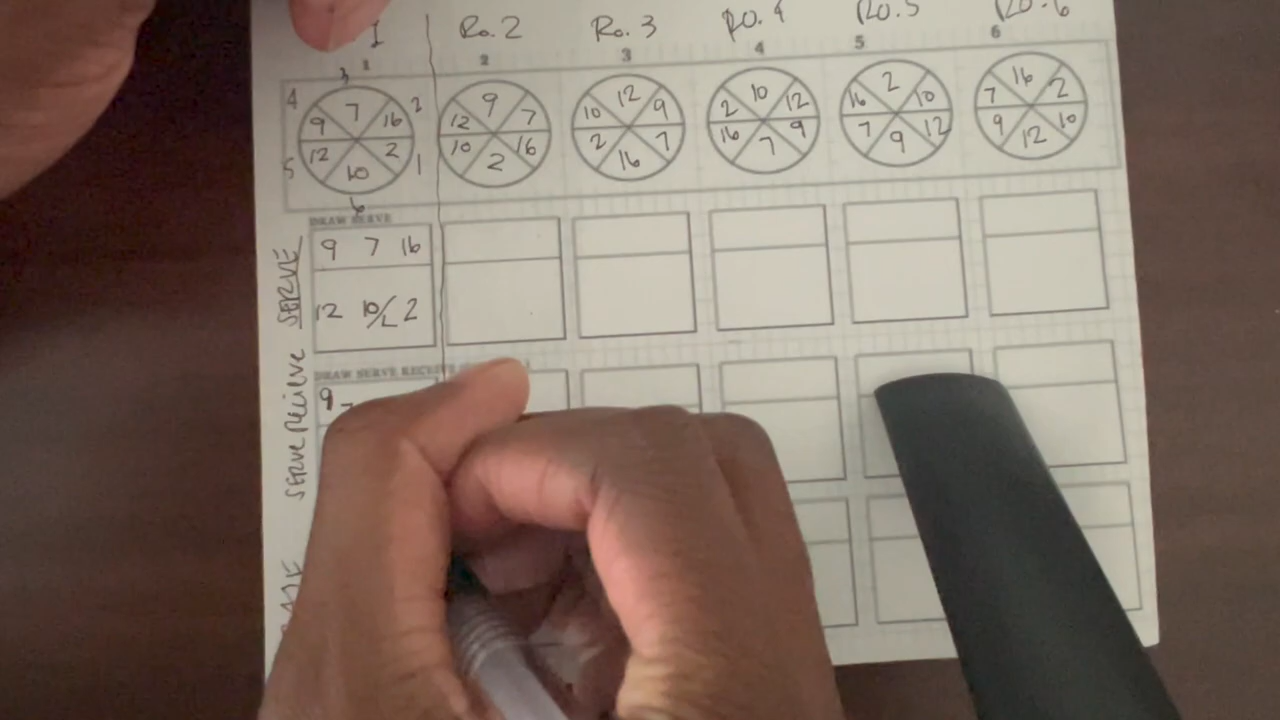 1 Ro. 2 Ro. 3 Ro. 4 Ro. 5 Ro. 6
1 2 3 4 5 6
3
4 7 2 9 12 10 2 16
9 16 12 7 10 9 2 12 16 10 7 2
12 2 10 16 2 7 16 9 7 12 9 10
5 10 1 2 16 7 9 12
6
DRAW SERVE
SERVE
9 7 16
12 10/L 2
DRAW SERVE RECEIVE
SERVE Recieve
9